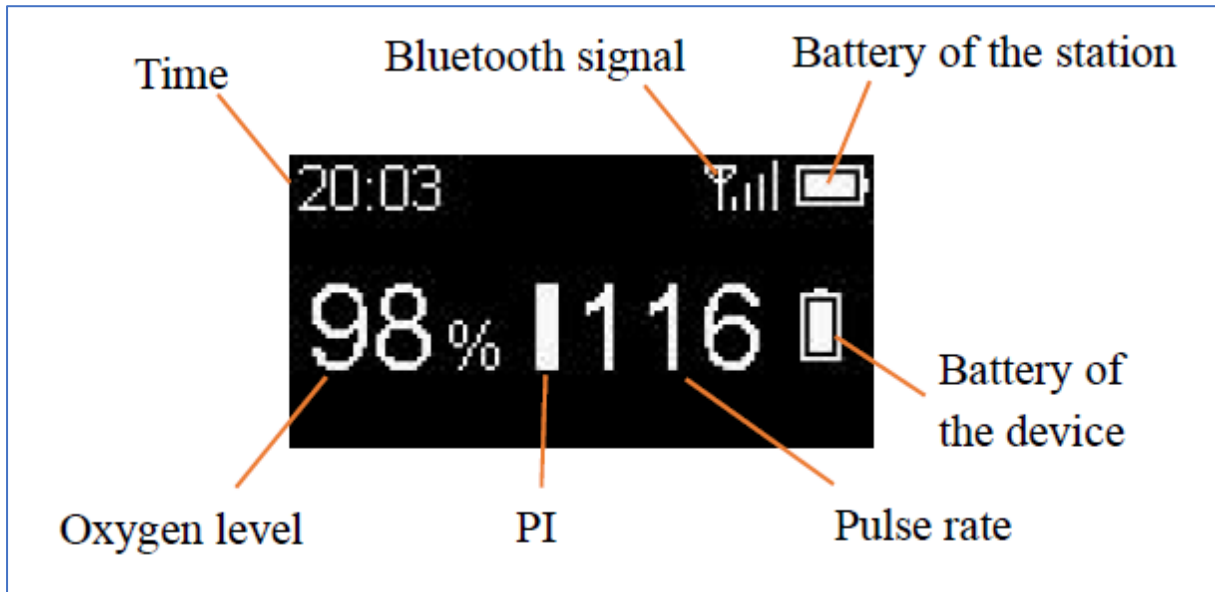 Time
Bluetooth signal
Battery of the station
20:03
98% 116
Battery of
the device
Oxygen level
PI
Pulse rate